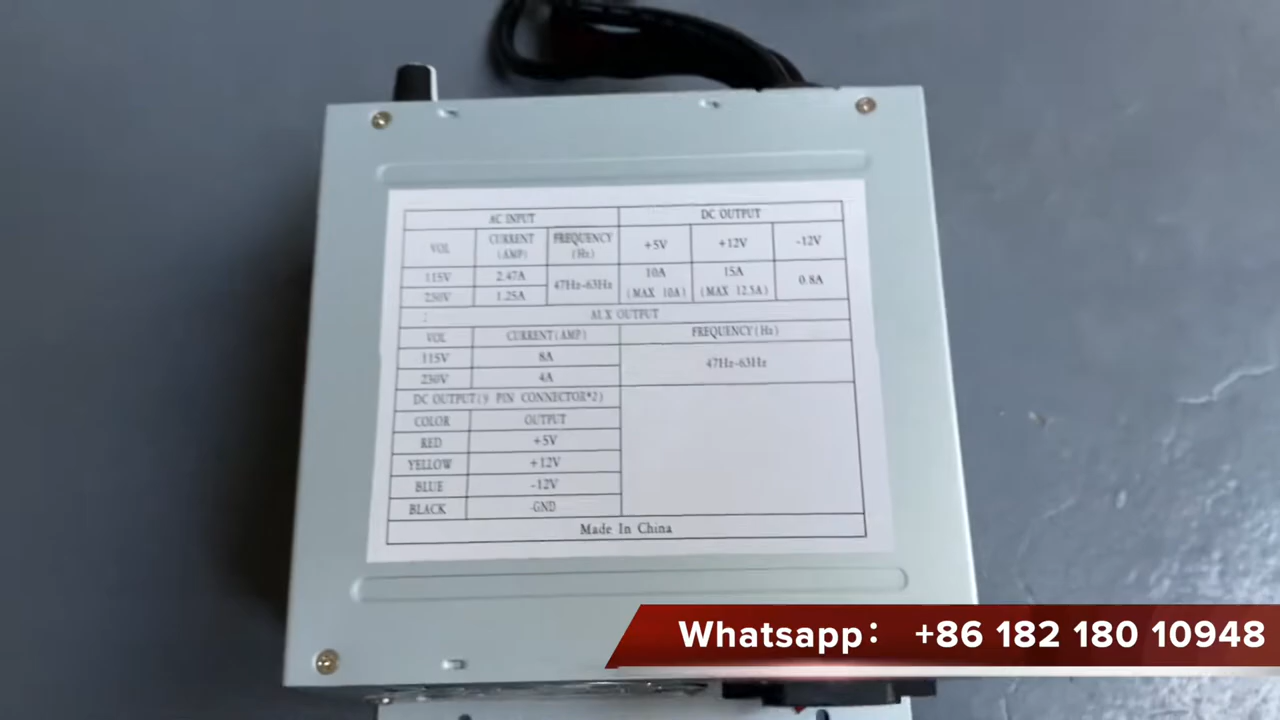 AC INPUT DC OUTPUT
VOL CURRENT (AMP) FREQUENCY (Hz) +5V +12V -12V
115V 2.47A 47Hz-63Hz 10A (MAX 10A) 15A (MAX 12.5A) 0.8A
230V 1.25A
AUX OUTPUT
VOL CURRENT(AMP) FREQUENCY(Hz)
115V 8A 47Hz-63Hz
230V 4A
DC OUTPUT(9 PIN CONNECTOR*2)
COLOR OUTPUT
RED +5V
YELLOW +12V
BLUE -12V
BLACK GND
Made In China
Whatsapp: +86 182 180 10948